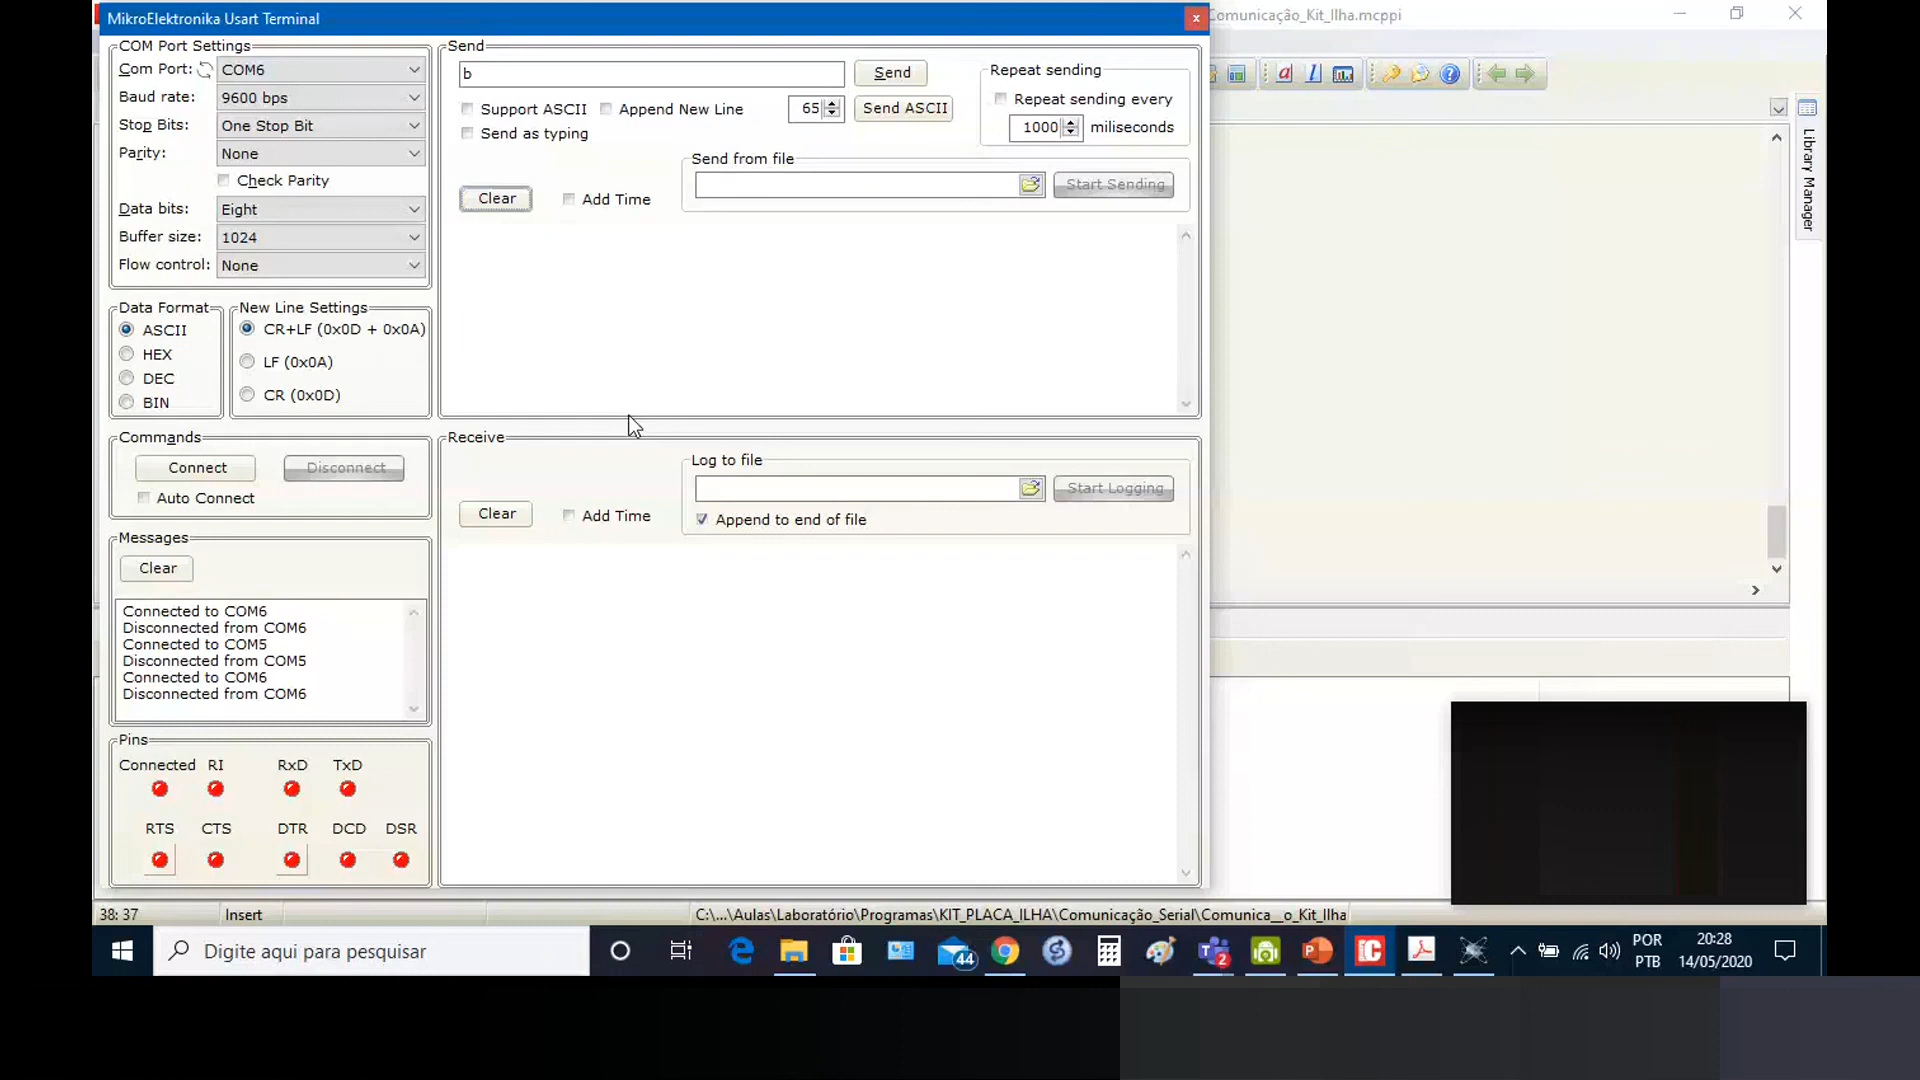 MikroElektronika Usart Terminal
x
Comunicação_Kit_Ilha.mcppi
COM Port Settings
Com Port: COM6
Baud rate: 9600 bps
Stop Bits: One Stop Bit
Parity: None
Check Parity
Data bits: Eight
Buffer size: 1024
Flow control: None
Data Format
ASCII
HEX
DEC
BIN
New Line Settings
CR+LF (0x0D + 0x0A)
LF (0x0A)
CR (0x0D)
Commands
Connect Disconnect
Auto Connect
Messages
Clear
Connected to COM6
Disconnected from COM6
Connected to COM5
Disconnected from COM5
Connected to COM6
Disconnected from COM6
Pins
Connected RI RxD TxD
RTS CTS DTR DCD DSR
Send
b Send
Support ASCII Append New Line 65 Send ASCII
Send as typing
Repeat sending
Repeat sending every
1000 miliseconds
Send from file
Start Sending
Clear Add Time
Receive
Log to file
Start Logging
Clear Add Time
Append to end of file
Library Manager
38: 37 Insert C:\...\Aulas\Laboratório\Programas\KIT_PLACA_ILHA\Comunicação_Serial\Comunica__o_Kit_Ilha
Digite aqui para pesquisar
44
2
POR
PTB
20:28
14/05/2020